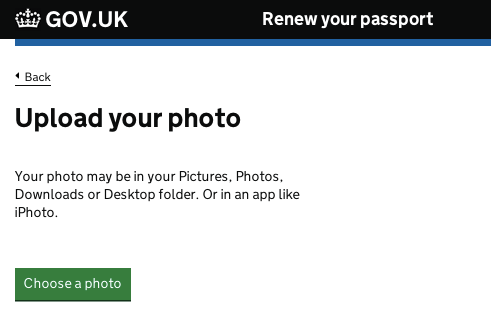 GOV.UK Renew your passport
Back
Upload your photo
Your photo may be in your Pictures, Photos,
Downloads or Desktop folder. Or in an app like
iPhoto.
Choose a photo